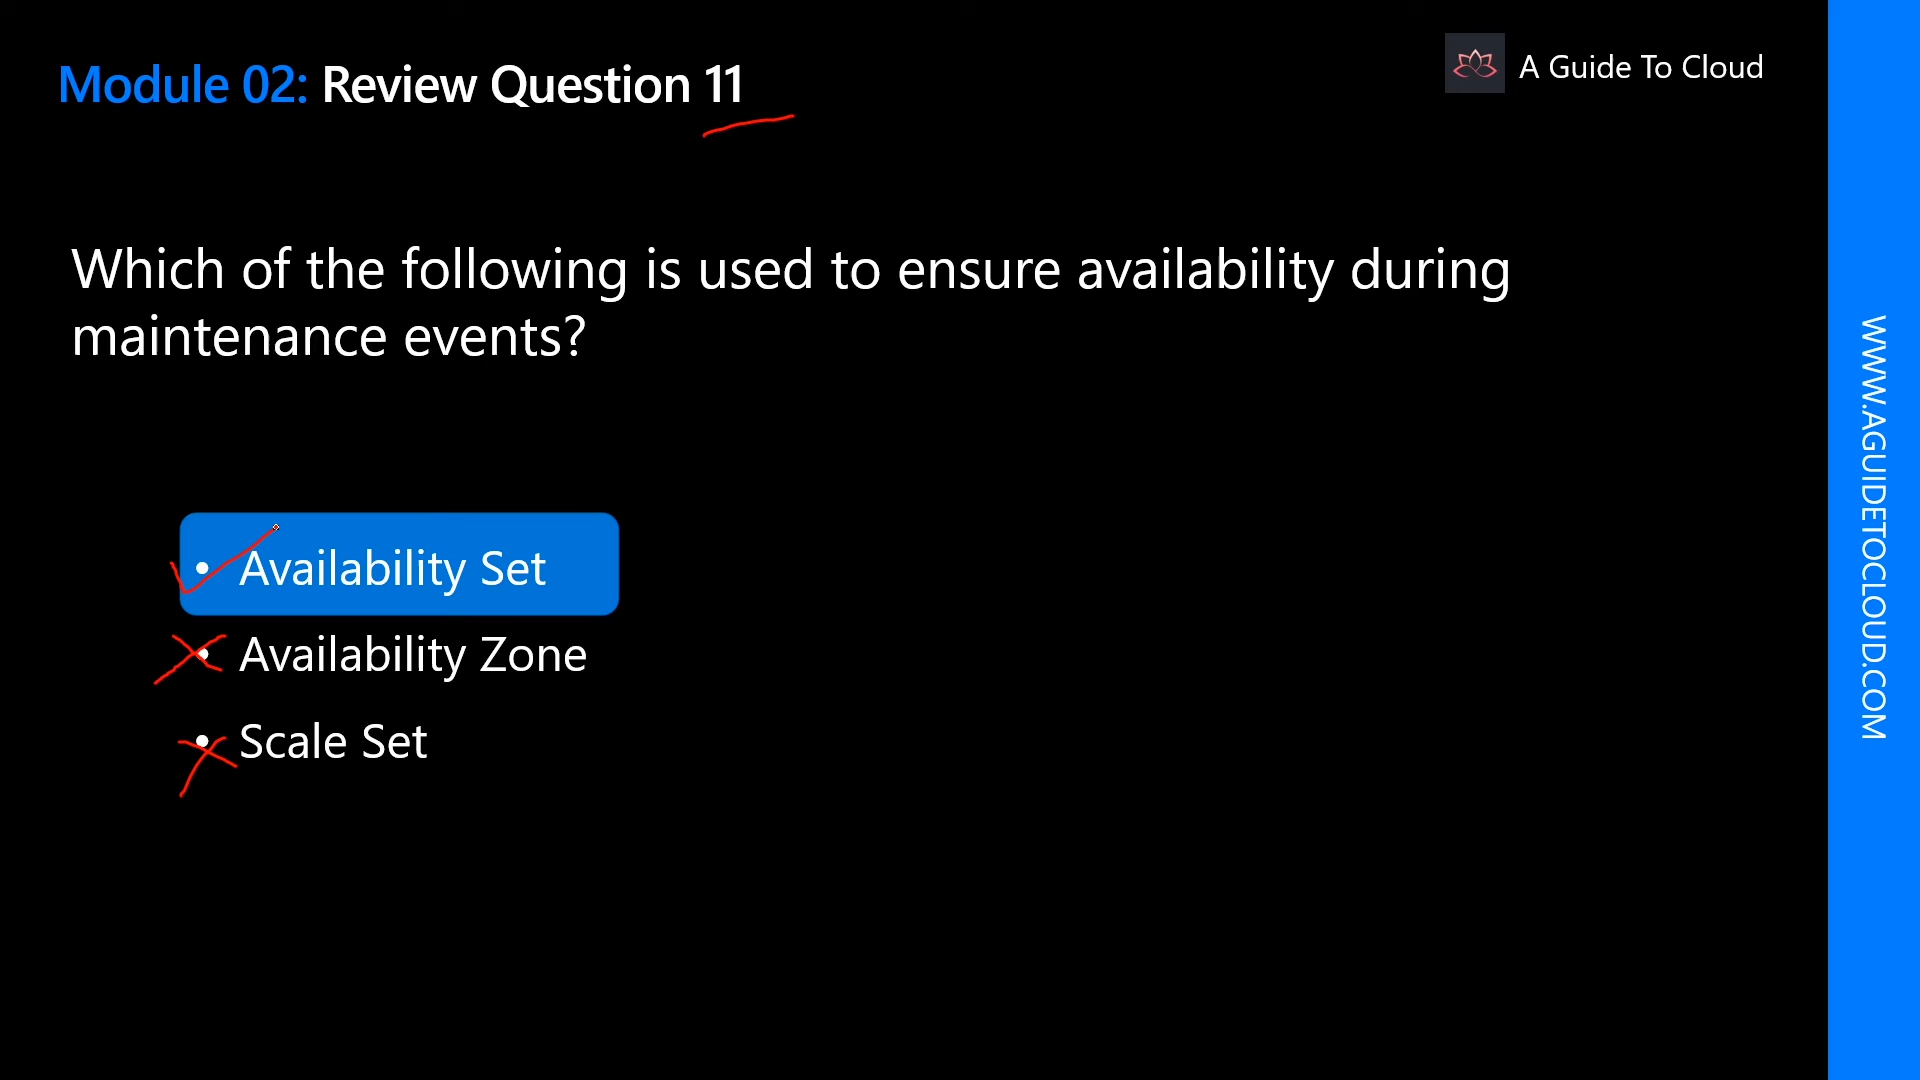 Module 02: Review Question 11
A Guide To Cloud
Which of the following is used to ensure availability during
maintenance events?
• Availability Set
• Availability Zone
• Scale Set
WWW.AGUIDETOCLOUD.COM